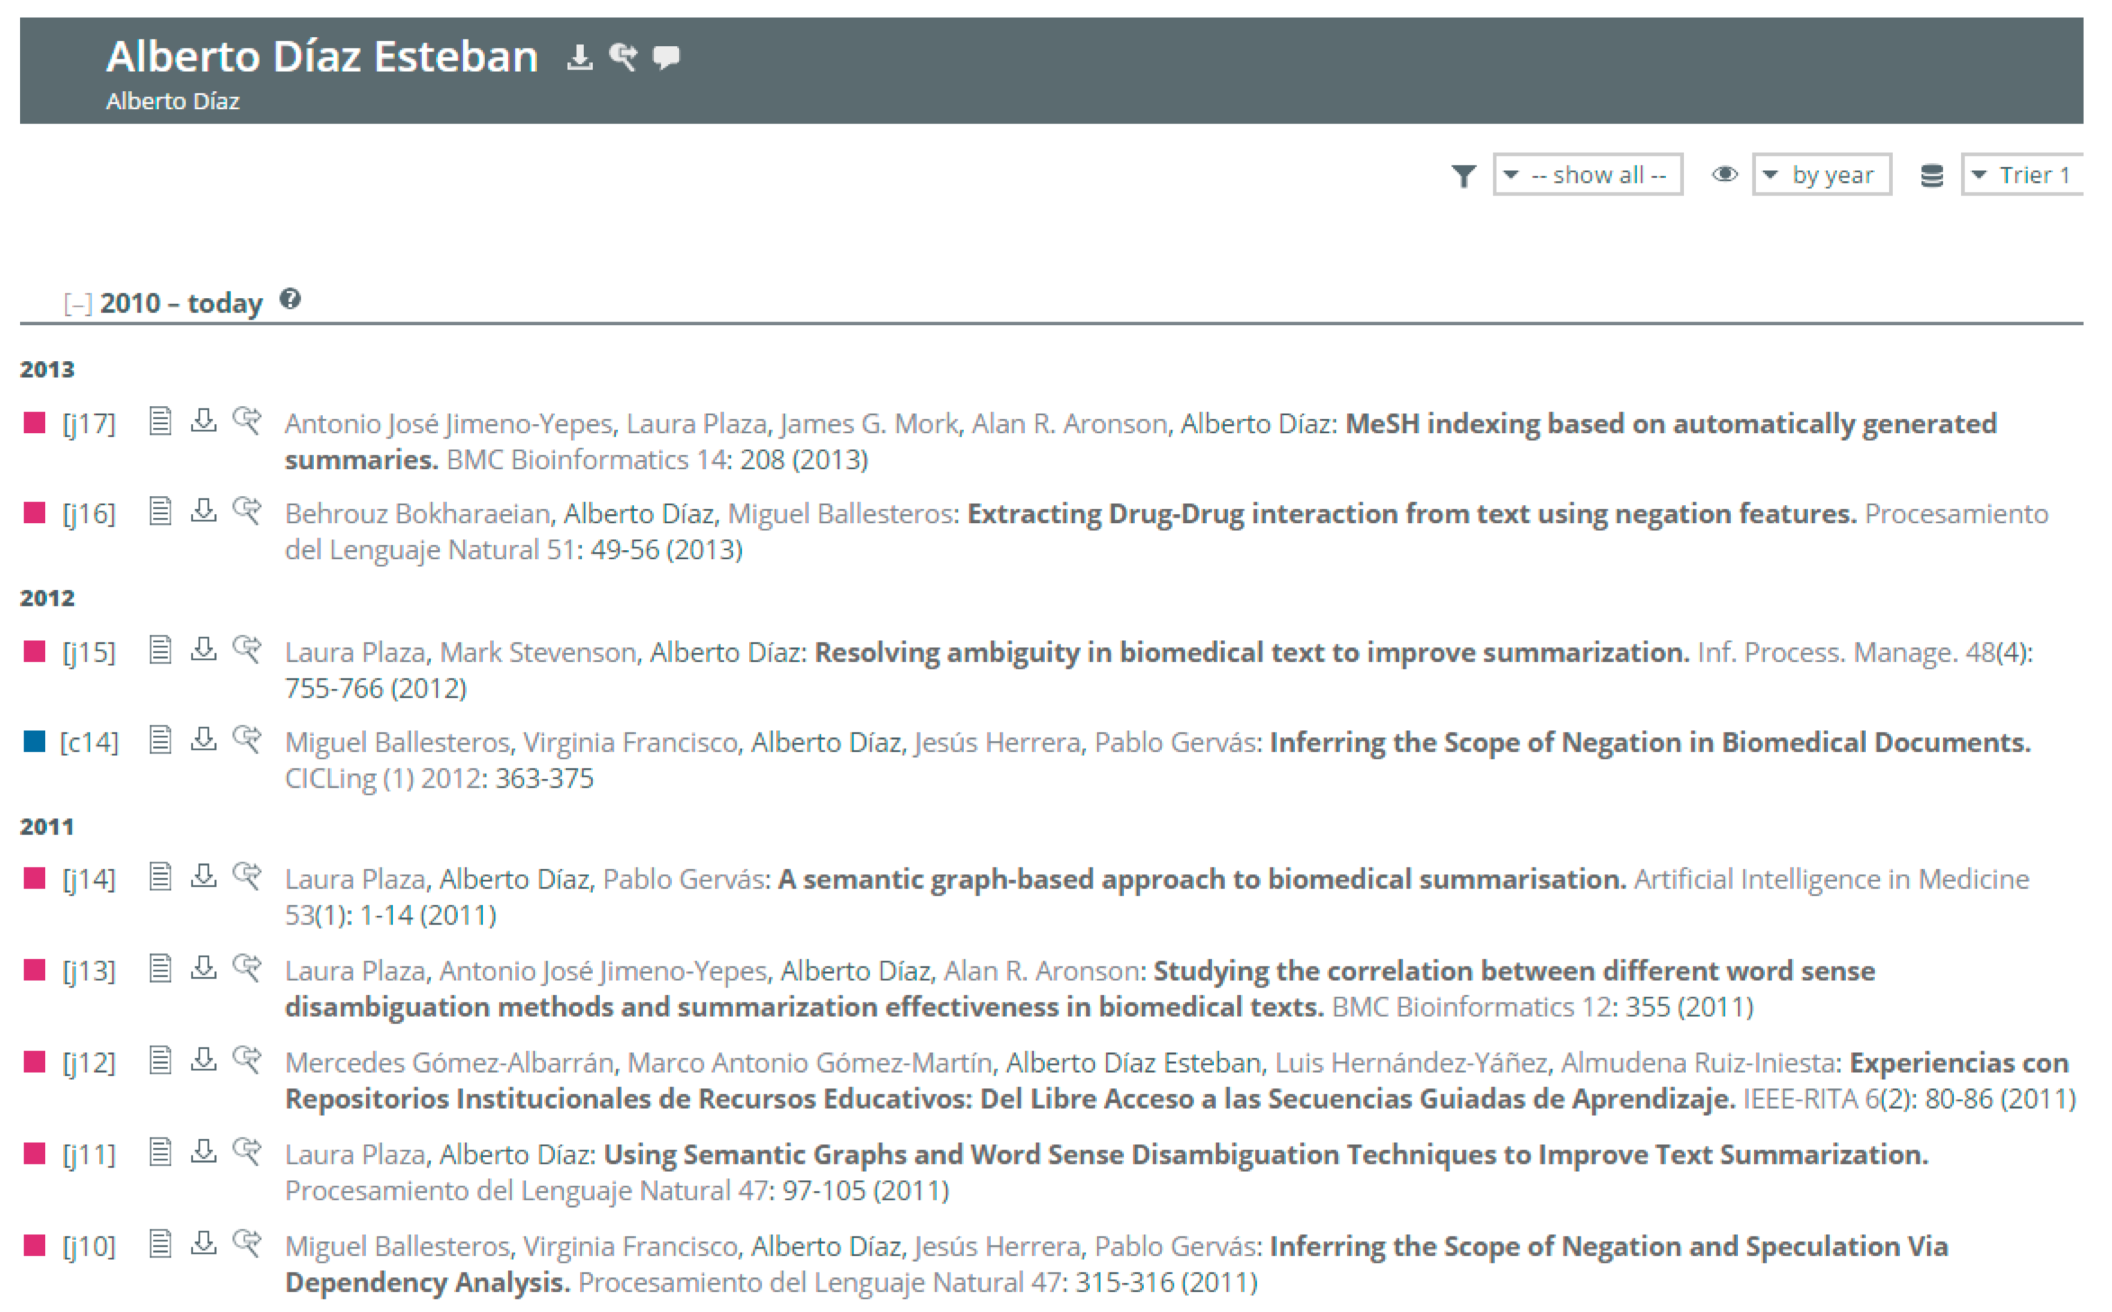 Alberto Díaz Esteban
Alberto Díaz
-- show all --
by year
Trier 1
[–] 2010 – today ?
2013
[j17] Antonio José Jimeno-Yepes, Laura Plaza, James G. Mork, Alan R. Aronson, Alberto Díaz: MeSH indexing based on automatically generated
summaries. BMC Bioinformatics 14: 208 (2013)
[j16] Behrouz Bokharaeian, Alberto Díaz, Miguel Ballesteros: Extracting Drug-Drug interaction from text using negation features. Procesamiento
del Lenguaje Natural 51: 49-56 (2013)
2012
[j15] Laura Plaza, Mark Stevenson, Alberto Díaz: Resolving ambiguity in biomedical text to improve summarization. Inf. Process. Manage. 48(4):
755-766 (2012)
[c14] Miguel Ballesteros, Virginia Francisco, Alberto Díaz, Jesús Herrera, Pablo Gervás: Inferring the Scope of Negation in Biomedical Documents.
CICLing (1) 2012: 363-375
2011
[j14] Laura Plaza, Alberto Díaz, Pablo Gervás: A semantic graph-based approach to biomedical summarisation. Artificial Intelligence in Medicine
53(1): 1-14 (2011)
[j13] Laura Plaza, Antonio José Jimeno-Yepes, Alberto Díaz, Alan R. Aronson: Studying the correlation between different word sense
disambiguation methods and summarization effectiveness in biomedical texts. BMC Bioinformatics 12: 355 (2011)
[j12] Mercedes Gómez-Albarrán, Marco Antonio Gómez-Martín, Alberto Díaz Esteban, Luis Hernández-Yáñez, Almudena Ruiz-Iniesta: Experiencias con
Repositorios Institucionales de Recursos Educativos: Del Libre Acceso a las Secuencias Guiadas de Aprendizaje. IEEE-RITA 6(2): 80-86 (2011)
[j11] Laura Plaza, Alberto Díaz: Using Semantic Graphs and Word Sense Disambiguation Techniques to Improve Text Summarization.
Procesamiento del Lenguaje Natural 47: 97-105 (2011)
[j10] Miguel Ballesteros, Virginia Francisco, Alberto Díaz, Jesús Herrera, Pablo Gervás: Inferring the Scope of Negation and Speculation Via
Dependency Analysis. Procesamiento del Lenguaje Natural 47: 315-316 (2011)